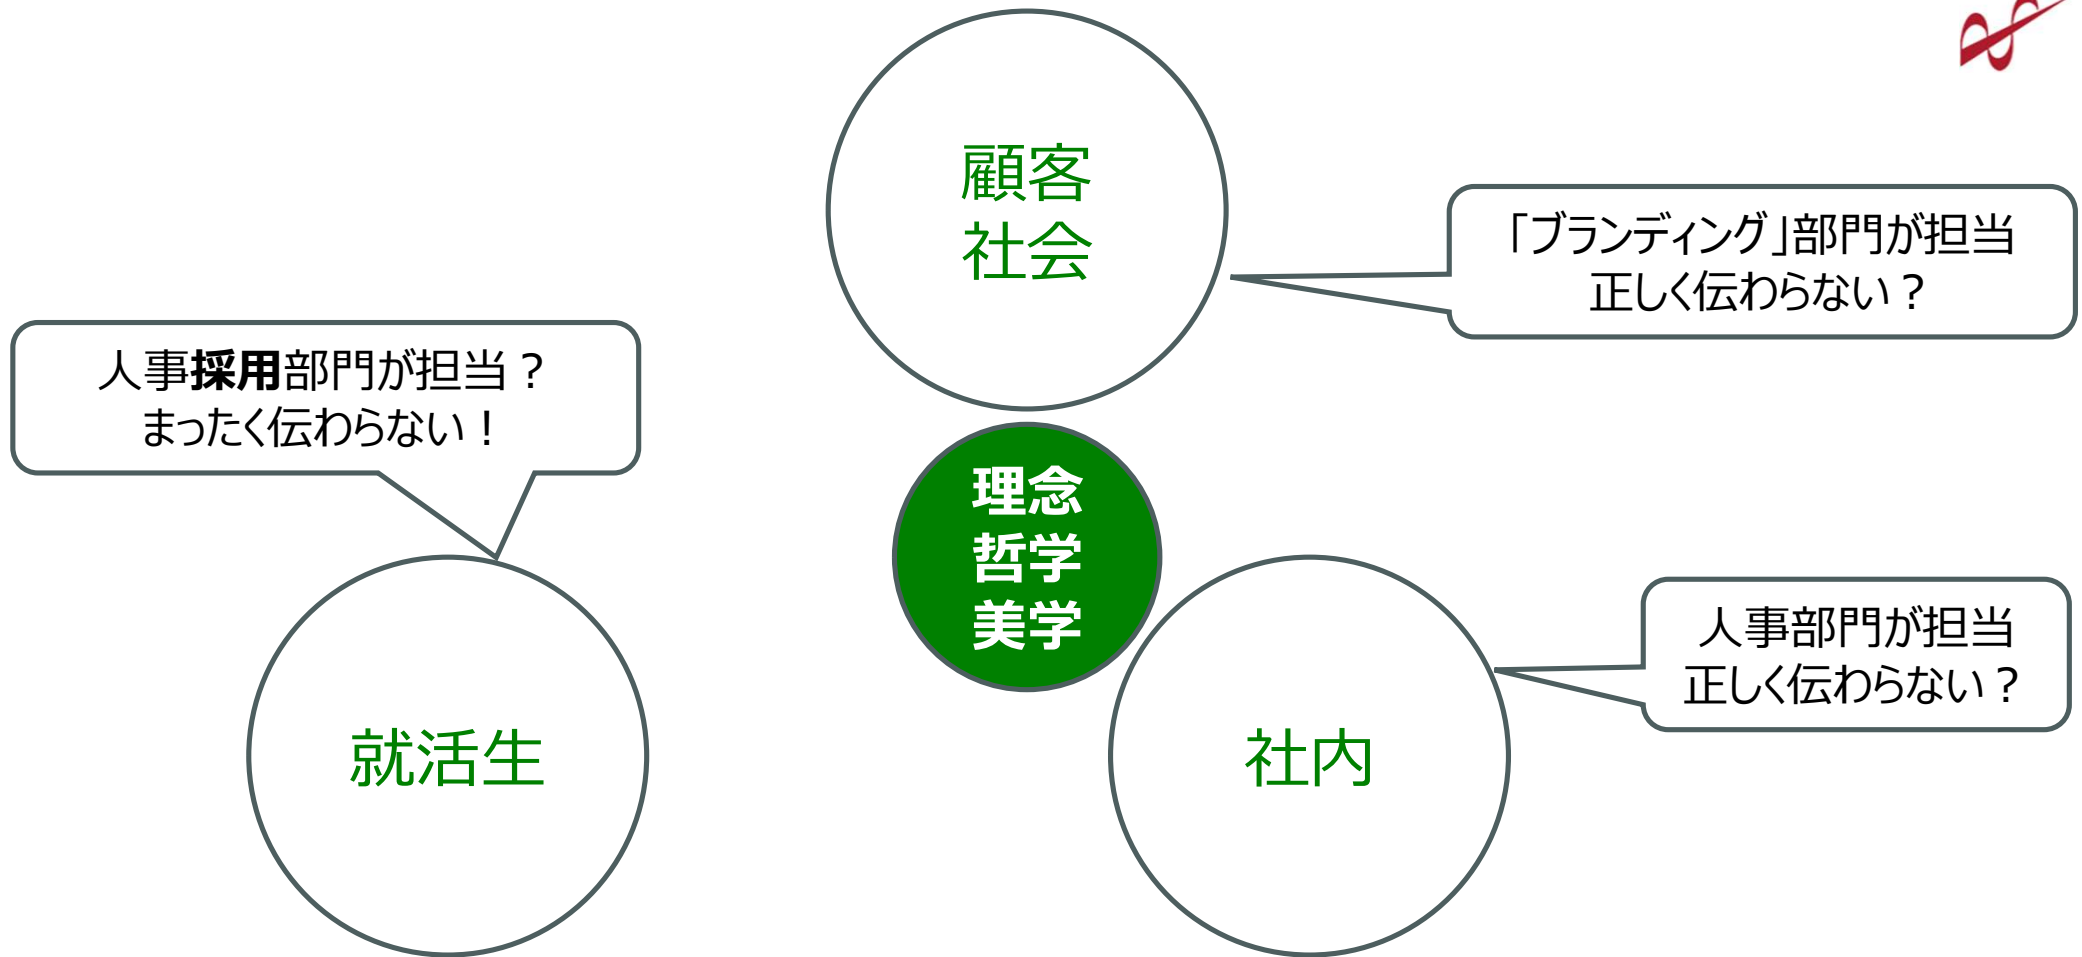 顧客
社会
「ブランディング」部門が担当
正しく伝わらない？
人事採用部門が担当？
まったく伝わらない！
理念
哲学
美学
人事部門が担当
正しく伝わらない？
就活生
社内